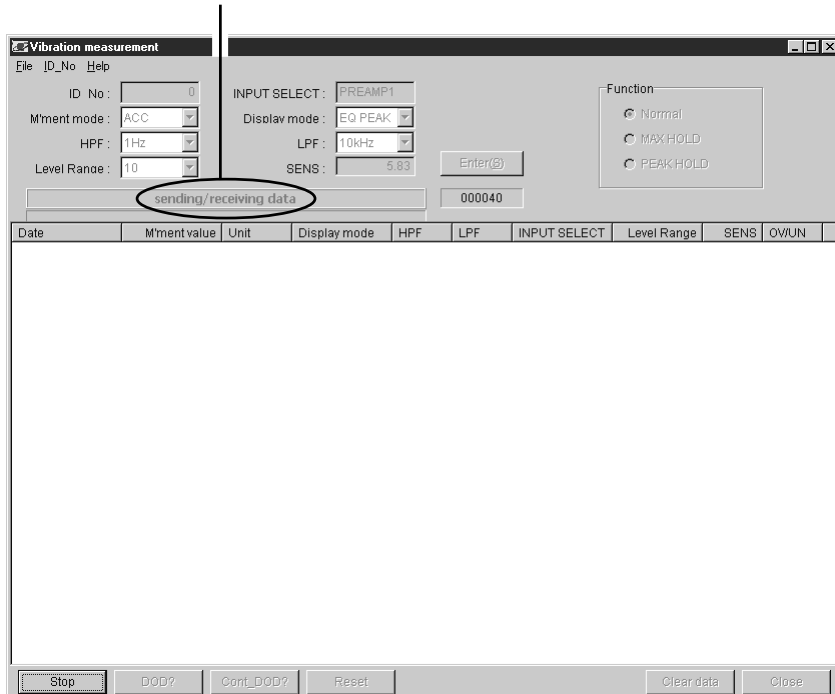 Vibration measurement
File ID_No Help
ID No : 0 INPUT SELECT : PREAMP1
M'ment mode : ACC Display mode : EQ PEAK
HPF : 1Hz LPF : 10kHz
Level Range : 10 SENS : 5.83 Enter(S)
Function
Normal
MAX HOLD
PEAK HOLD
sending/receiving data 000040
Date M'ment value Unit Display mode HPF LPF INPUT SELECT Level Range SENS OV/UN
Stop DOD? Cont_DOD? Reset Clear data Close